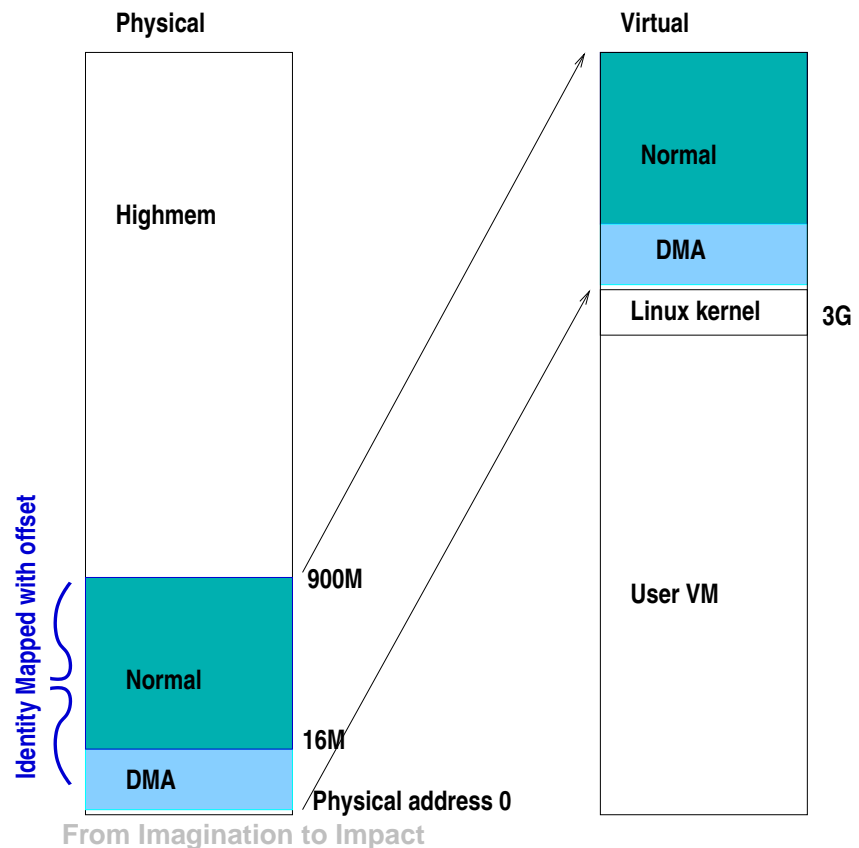 Physical
Virtual
Highmem
Normal
DMA
Linux kernel
3G
Identity Mapped with offset
900M
User VM
Normal
16M
DMA
Physical address 0
From Imagination to Impact